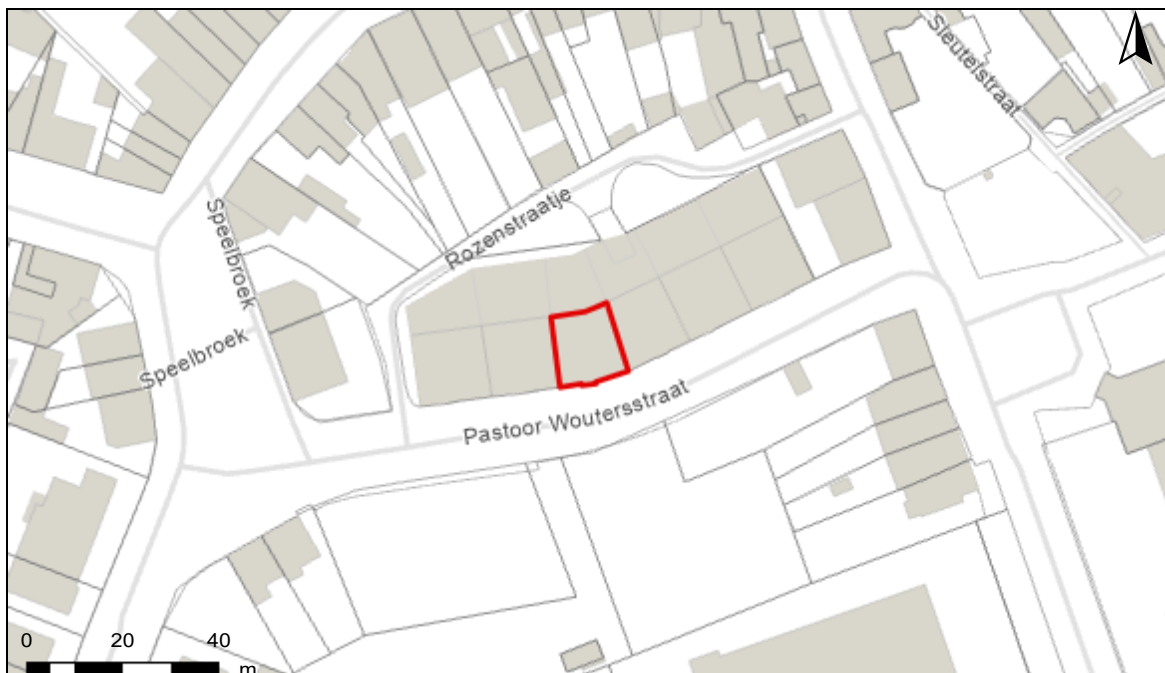 Sleutelstraat
Rozenstraatje
Speelbroek
Speelbroek
Pastoor Woutersstraat
0 20 40
m